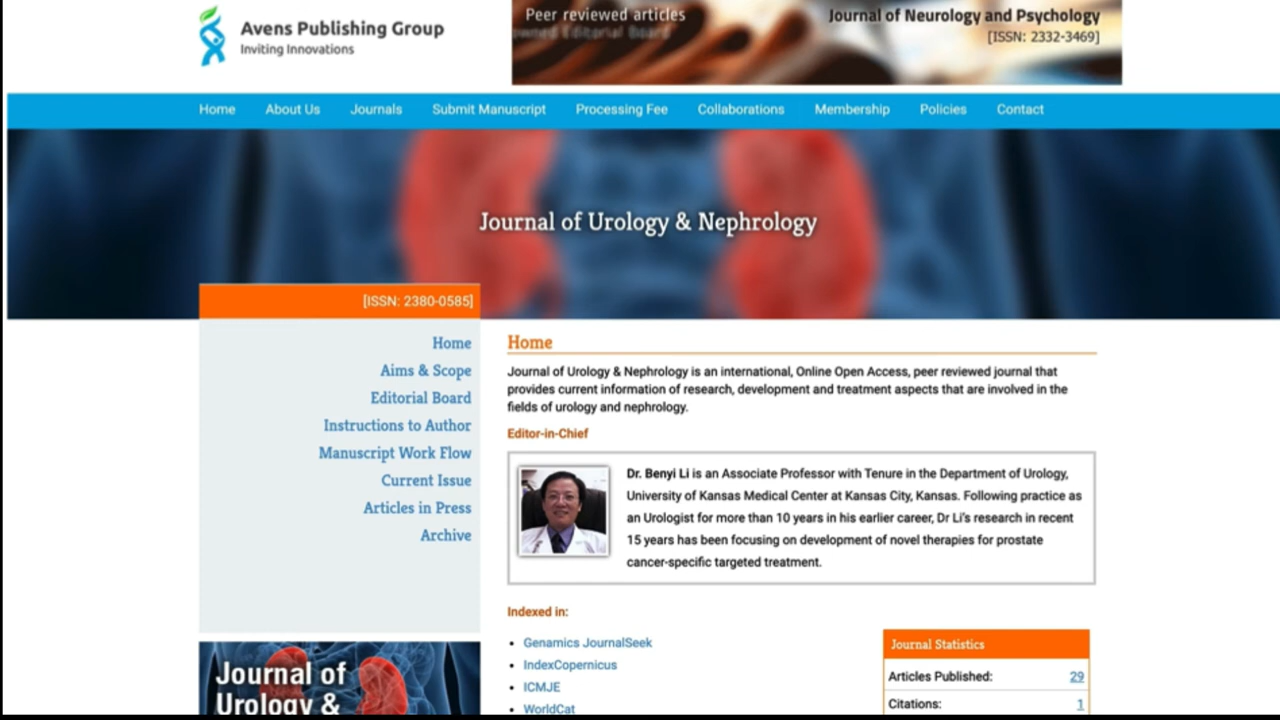 Avens Publishing Group
Inviting Innovations
Peer reviewed articles
owned Editorial Board
Journal of Neurology and Psychology
[ISSN: 2332-3469]
Home About Us Journals Submit Manuscript Processing Fee Collaborations Membership Policies Contact
Journal of Urology & Nephrology
[ISSN: 2380-0585]
Home
Aims & Scope
Editorial Board
Instructions to Author
Manuscript Work Flow
Current Issue
Articles in Press
Archive
Home
Journal of Urology & Nephrology is an international, Online Open Access, peer reviewed journal that
provides current information of research, development and treatment aspects that are involved in the
fields of urology and nephrology.
Editor-in-Chief
Dr. Benyi Li is an Associate Professor with Tenure in the Department of Urology,
University of Kansas Medical Center at Kansas City, Kansas. Following practice as
an Urologist for more than 10 years in his earlier career, Dr Li's research in recent
15 years has been focusing on development of novel therapies for prostate
cancer-specific targeted treatment.
Indexed in:
• Genamics JournalSeek
• IndexCopernicus
• ICMJE
• WorldCat
Journal Statistics
Articles Published: 29
Citations: 1
Journal of
Urology &